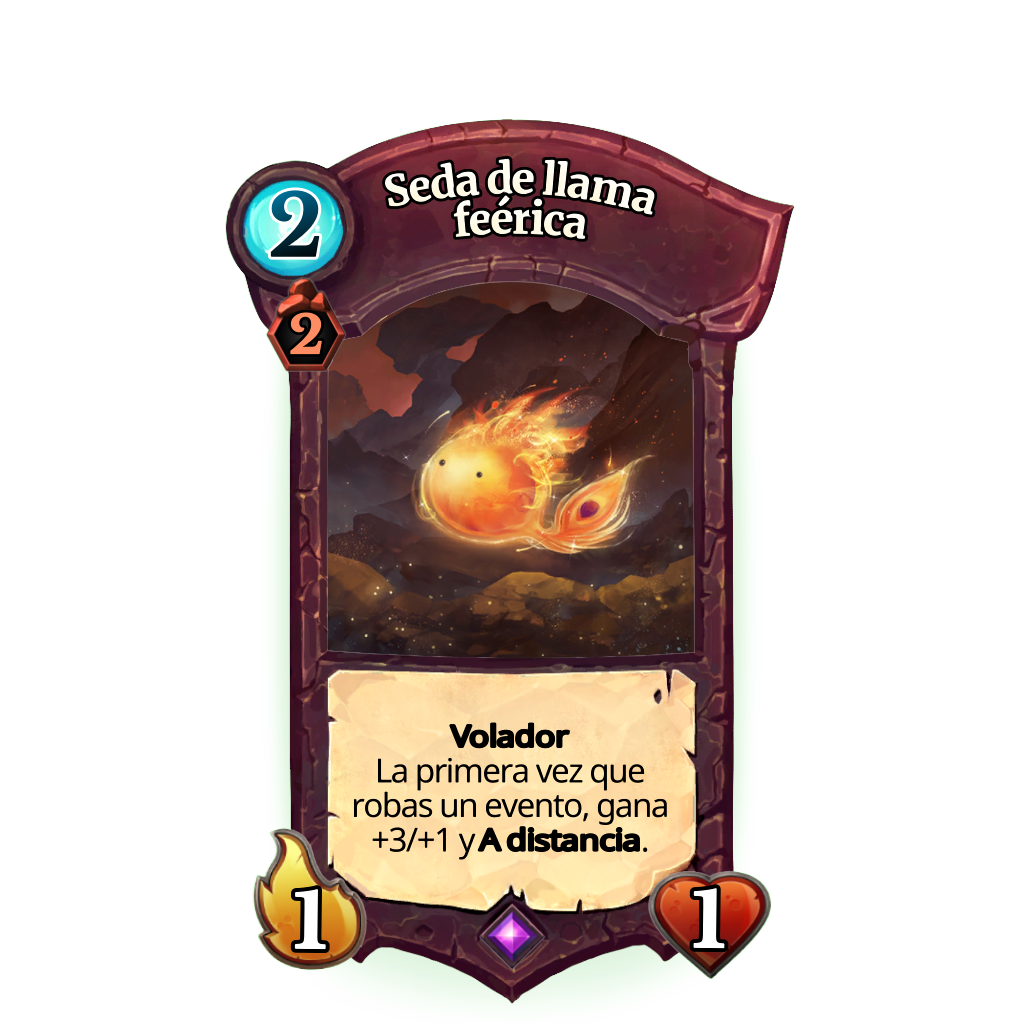 Seda de llama
feérica
2
2
Volador
La primera vez que
robas un evento, gana
+3/+1 y A distancia.
1
1